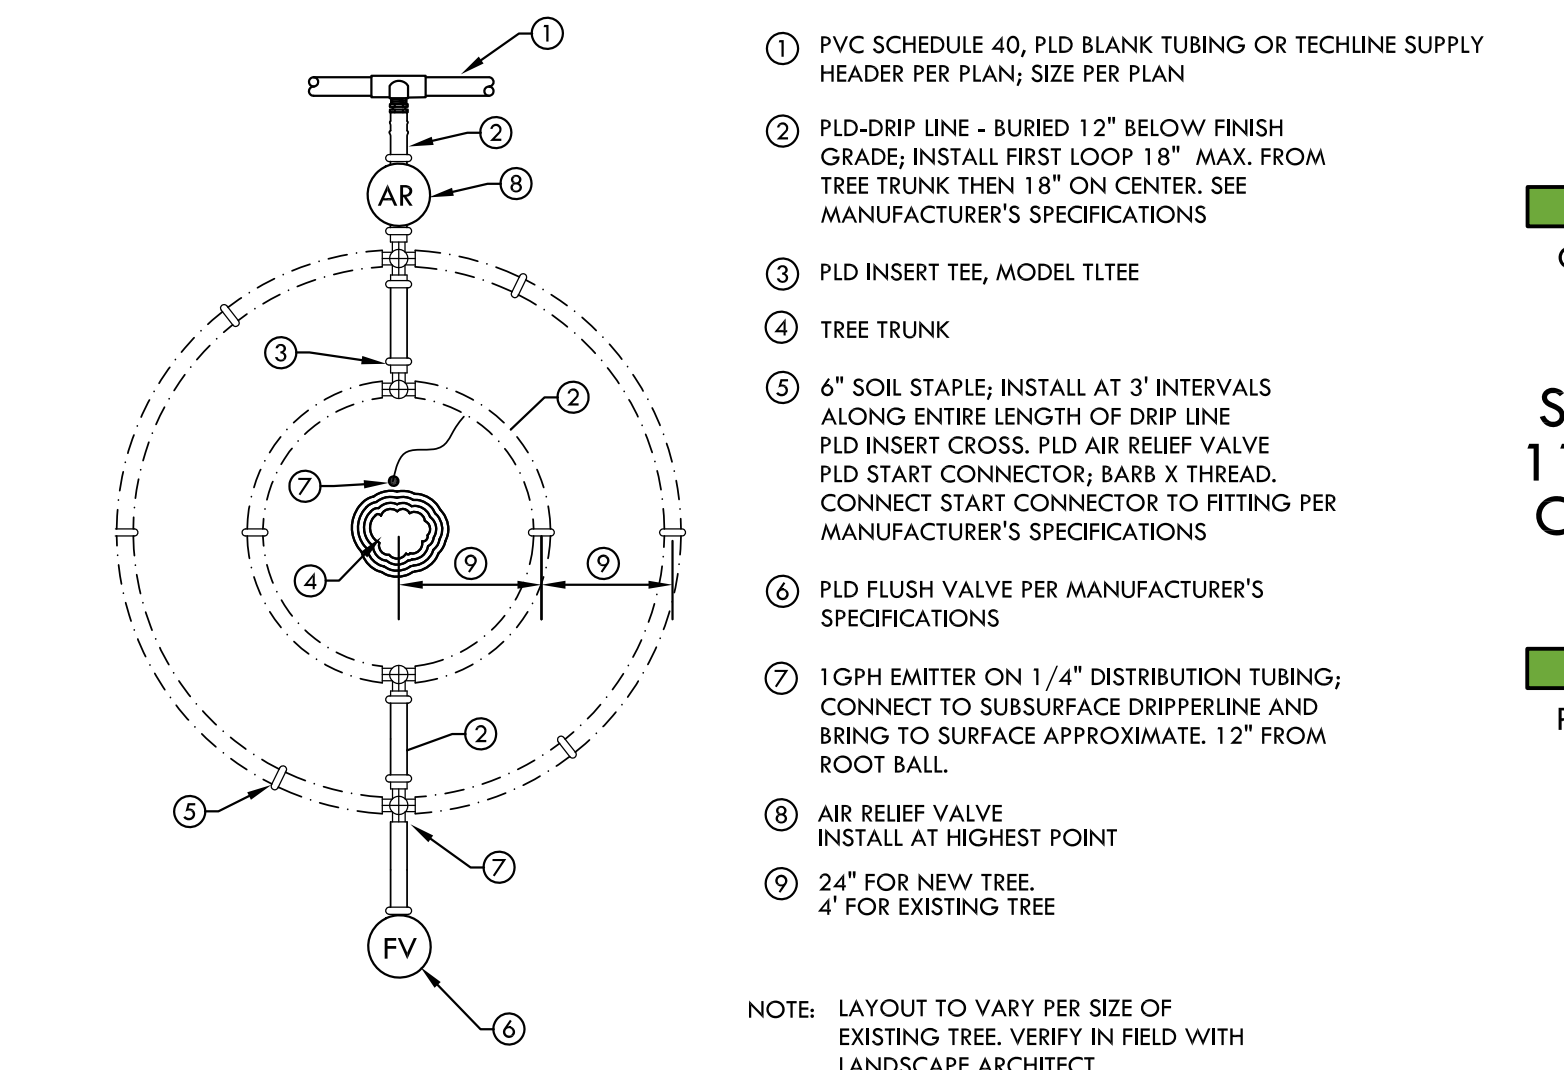 1
2
8
AR
3
2
7
4
9
9
2
5
7
FV
6
1 PVC SCHEDULE 40, PLD BLANK TUBING OR TECHLINE SUPPLY
HEADER PER PLAN; SIZE PER PLAN
2 PLD-DRIP LINE - BURIED 12" BELOW FINISH
GRADE; INSTALL FIRST LOOP 18" MAX. FROM
TREE TRUNK THEN 18" ON CENTER. SEE
MANUFACTURER'S SPECIFICATIONS
3 PLD INSERT TEE, MODEL TLTEE
4 TREE TRUNK
5 6" SOIL STAPLE; INSTALL AT 3' INTERVALS
ALONG ENTIRE LENGTH OF DRIP LINE
PLD INSERT CROSS. PLD AIR RELIEF VALVE
PLD START CONNECTOR; BARB X THREAD.
CONNECT START CONNECTOR TO FITTING PER
MANUFACTURER'S SPECIFICATIONS
6 PLD FLUSH VALVE PER MANUFACTURER'S
SPECIFICATIONS
7 1GPH EMITTER ON 1/4" DISTRIBUTION TUBING;
CONNECT TO SUBSURFACE DRIPPERLINE AND
BRING TO SURFACE APPROXIMATE. 12" FROM
ROOT BALL.
8 AIR RELIEF VALVE
INSTALL AT HIGHEST POINT
9 24" FOR NEW TREE.
4' FOR EXISTING TREE
NOTE: LAYOUT TO VARY PER SIZE OF
EXISTING TREE. VERIFY IN FIELD WITH
LANDSCAPE ARCHITECT